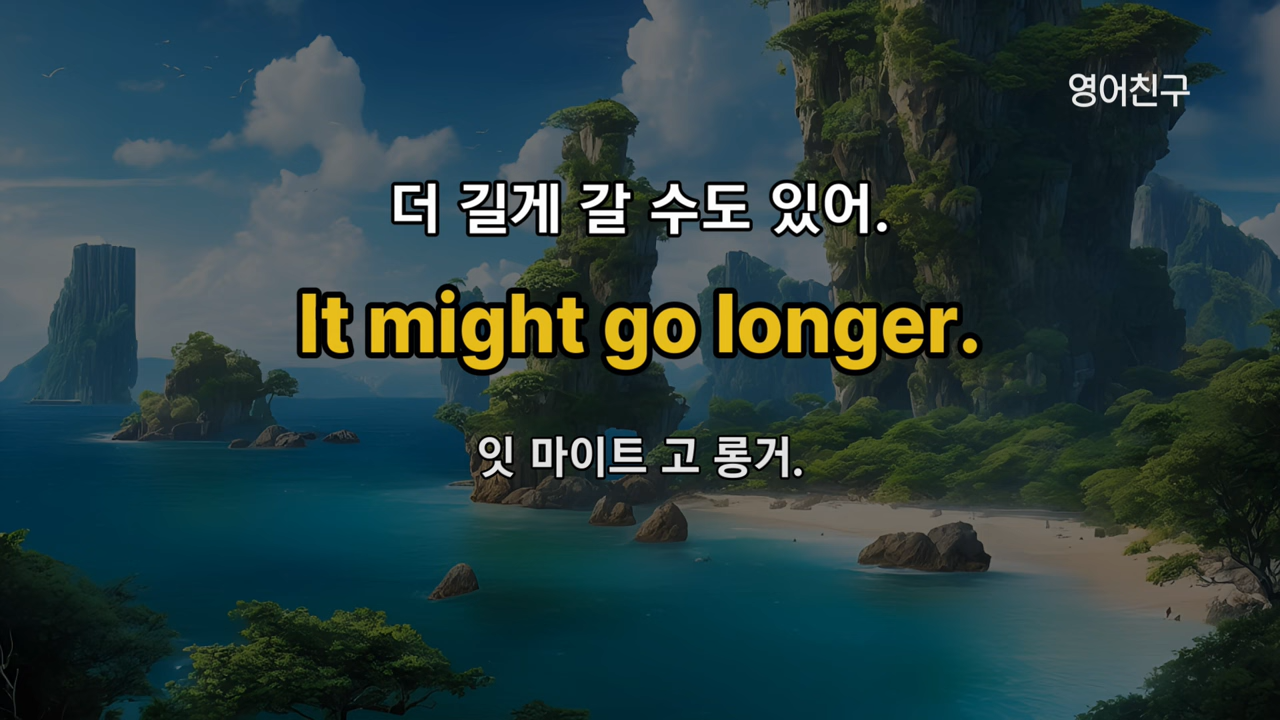 영어친구
더 길게 갈 수도 있어.
It might go longer.
잇 마이트 고 롱거.